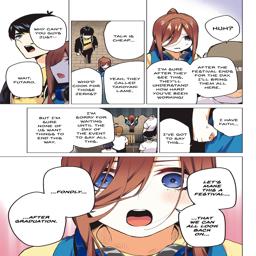 HUH?
AFTER THE
FESTIVAL ENDS
FOR THE DAY,
I'LL BRING
THEM ALL
HERE.
I'M SURE
AFTER THEY
SEE THIS,
THEY'LL
UNDERSTAND
HOW HARD
YOU'VE BEEN
WORKING!
TALK IS
CHEAP...
WHY CAN'T
YOU GUYS
JUST...
WAIT,
FUTARO.
YEAH, THEY
CALLED
TAKOYAKI
LAME.
WHO'D COOK
FOR THOSE
JERKS?
I HAVE
FAITH...
I'VE GOT
TO SAY
THIS...
SORRY FOR
WAITING
UNTIL THE
DAY OF
THE EVENT
TO SAY ALL
THIS.
BUT I'M
SURE
NONE OF
US WANT
THINGS TO
END THIS
WAY.
LET'S
MAKE THIS
A
FESTIVAL...
...THAT
WE CAN
ALL LOOK
BACK
ON...
...FONDLY...
...AFTER
GRADUATION.